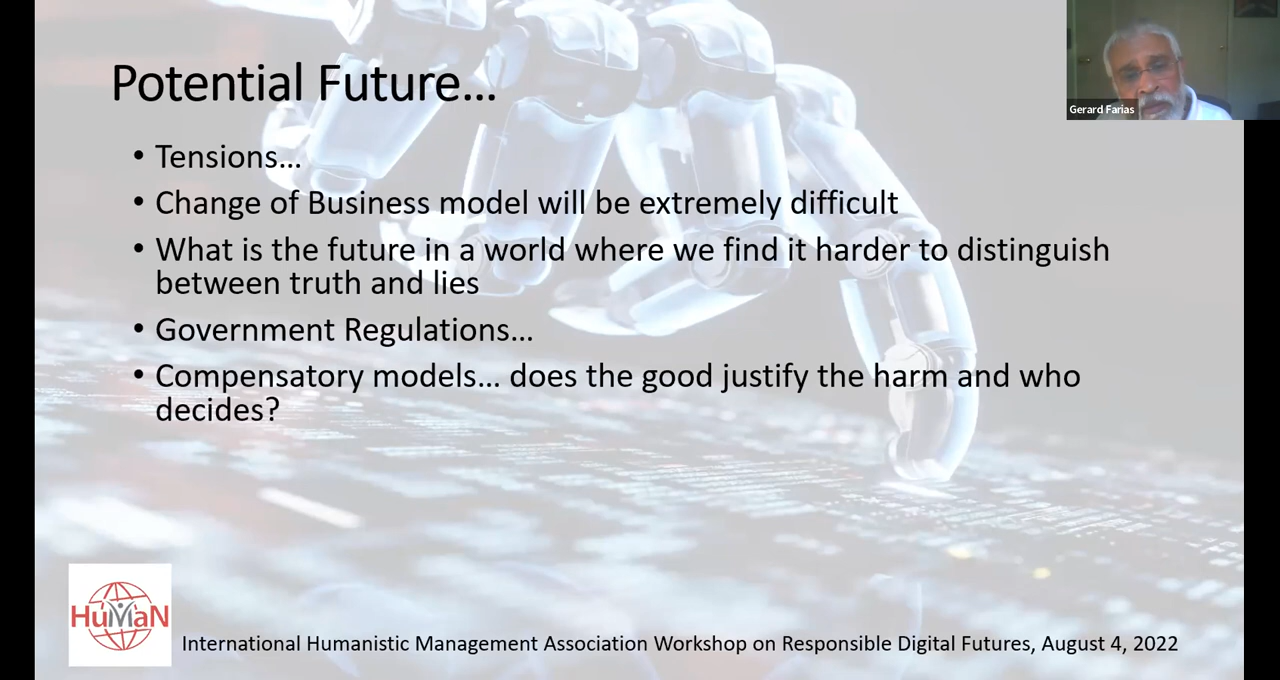 Potential Future...
Gerard Farias
• Tensions...
• Change of Business model will be extremely difficult
• What is the future in a world where we find it harder to distinguish
between truth and lies
• Government Regulations...
• Compensatory models... does the good justify the harm and who
decides?
HuMaN
International Humanistic Management Association Workshop on Responsible Digital Futures, August 4, 2022